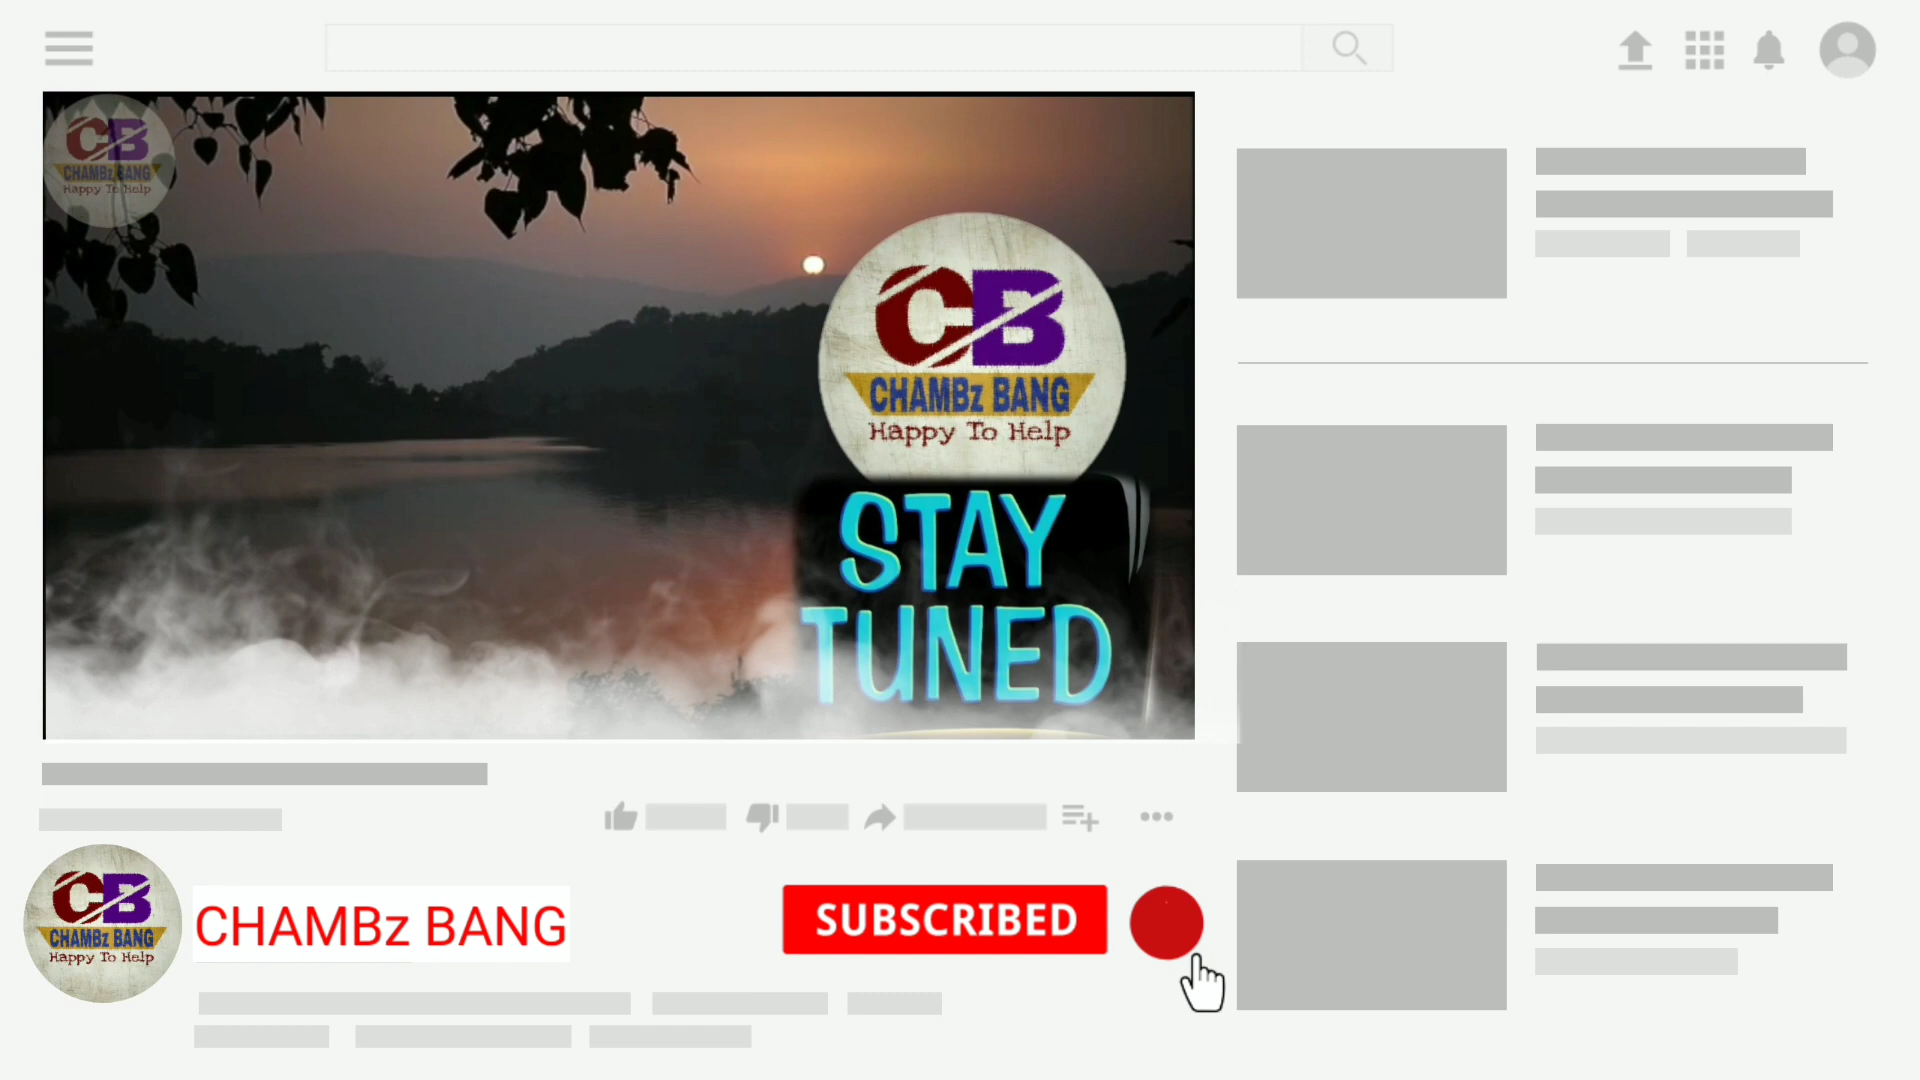 CB
CHAMBz BANG
Happy To Help
CB
CHAMBz BANG
Happy To Help
STAY
TUNED
CB
CHAMBz BANG
Happy To Help
CHAMBz BANG
SUBSCRIBED